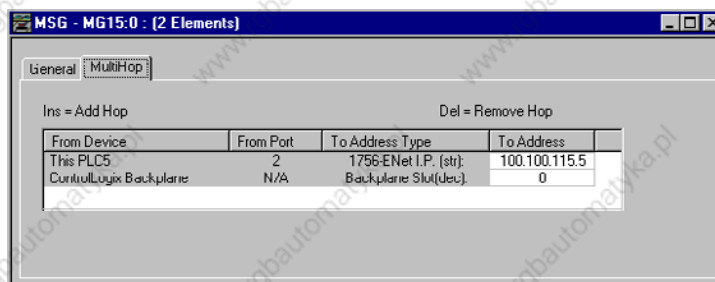 MSG - MG15:0 : (2 Elements)
General MultiHop
Ins = Add Hop Del = Remove Hop
From Device From Port To Address Type To Address
This PLC5 2 1756-ENet I.P. (str): 100.100.115.5
ControlLogix Backplane N/A Backplane Slot(dec): 0